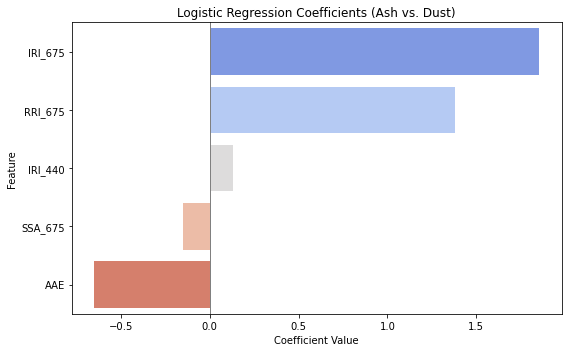 Logistic Regression Coefficients (Ash vs. Dust)
IRI_675
RRI_675
IRI_440
SSA_675
AAE
Feature
−0.5 0.0 0.5 1.0 1.5
Coefficient Value